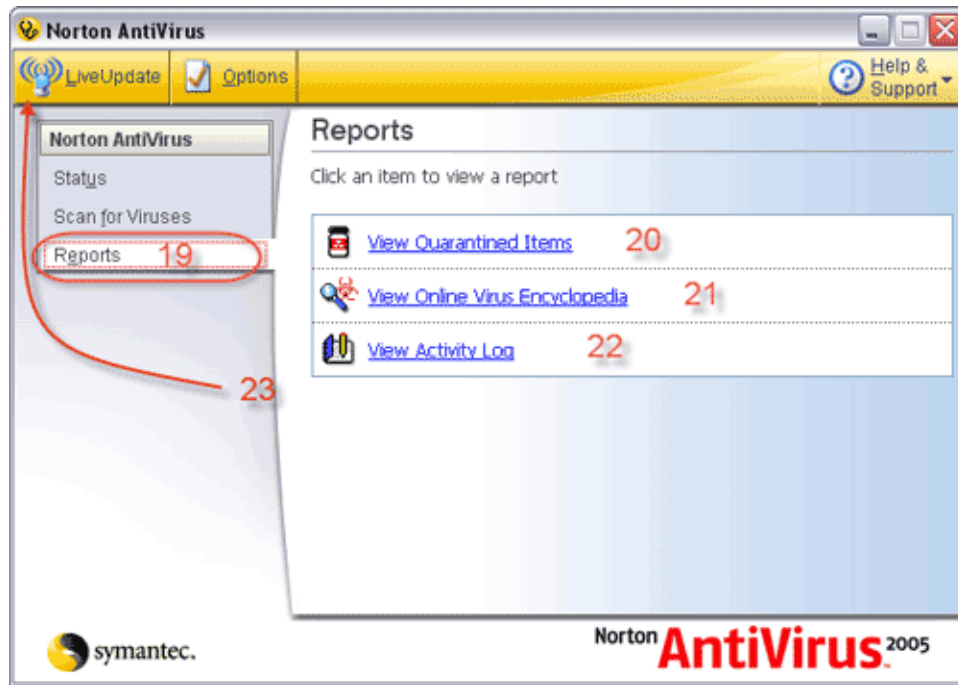 Norton AntiVirus
LiveUpdate Options Help & Support
Norton AntiVirus
Status
Scan for Viruses
Reports 19
Reports
Click an item to view a report
View Quarantined Items 20
View Online Virus Encyclopedia 21
View Activity Log 22
23
symantec.
Norton AntiVirus 2005